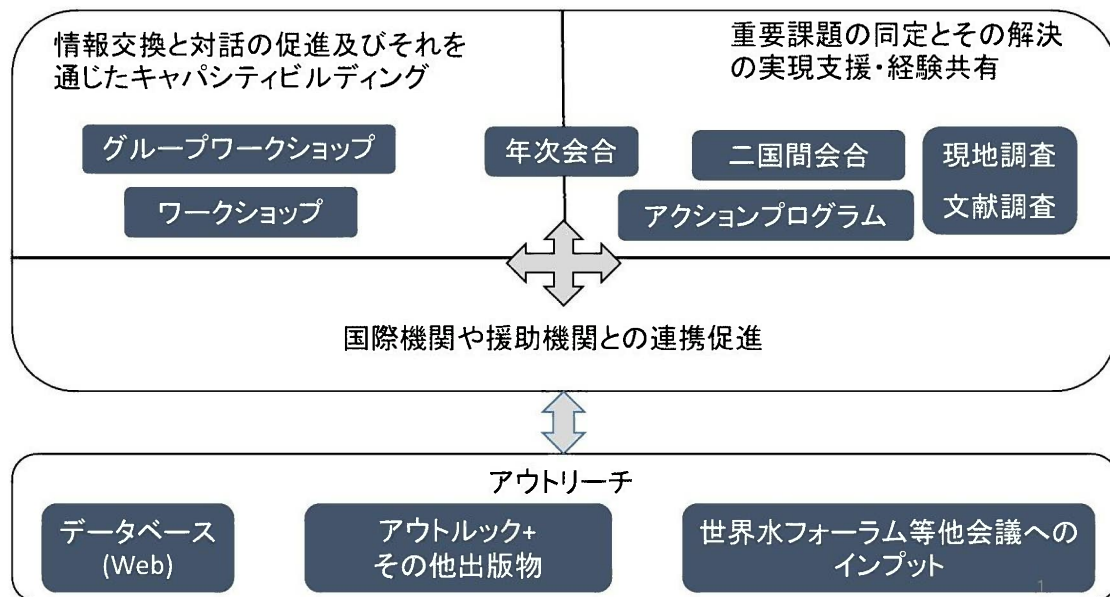 情報交換と対話の促進及びそれを
通じたキャパシティビルディング
重要課題の同定とその解決
の実現支援・経験共有
グループワークショップ
ワークショップ
年次会合
二国間会合
アクションプログラム
現地調査
文献調査
国際機関や援助機関との連携促進
アウトリーチ
データベース
(Web)
アウトルック+
その他出版物
世界水フォーラム等他会議への
インプット
1